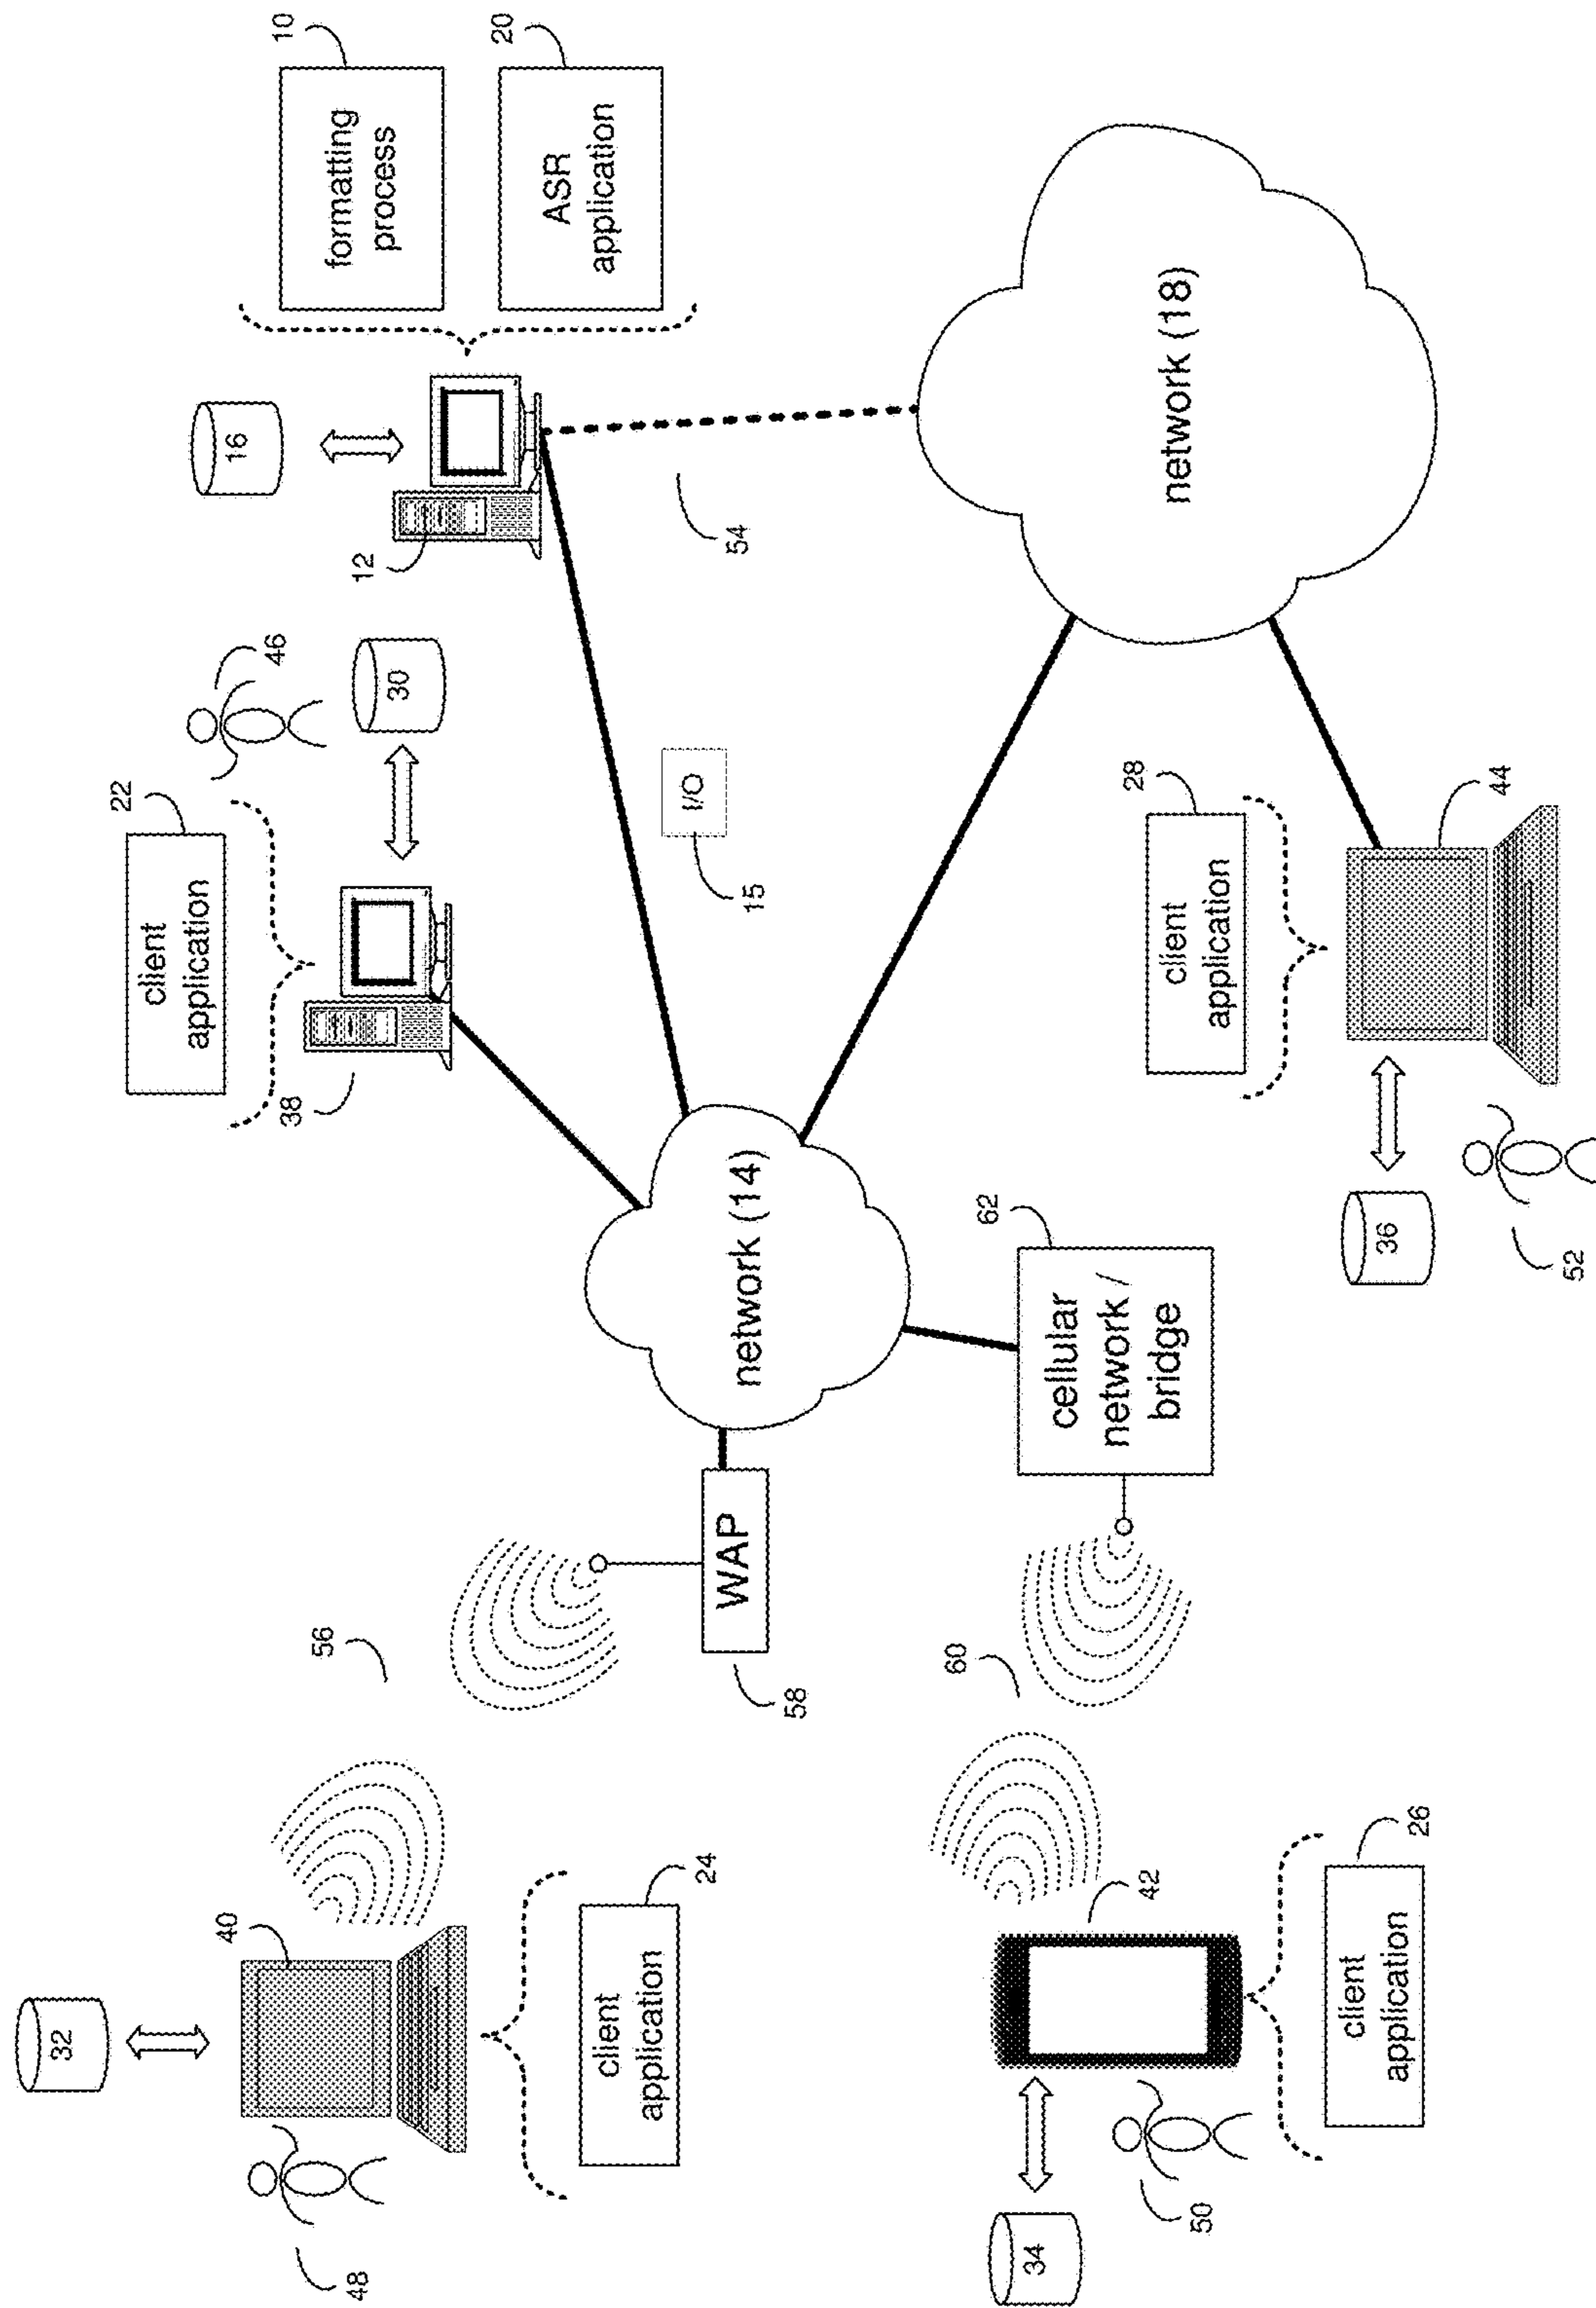 32
40
48
client
application
24
56
WAP
58
client
application
22
38
46
30
16
12
formatting
process
10
ASR
application
20
I/O
15
54
network (14)
network (18)
34
50
42
client
application
26
60
cellular
network /
bridge
62
36
52
client
application
28
44